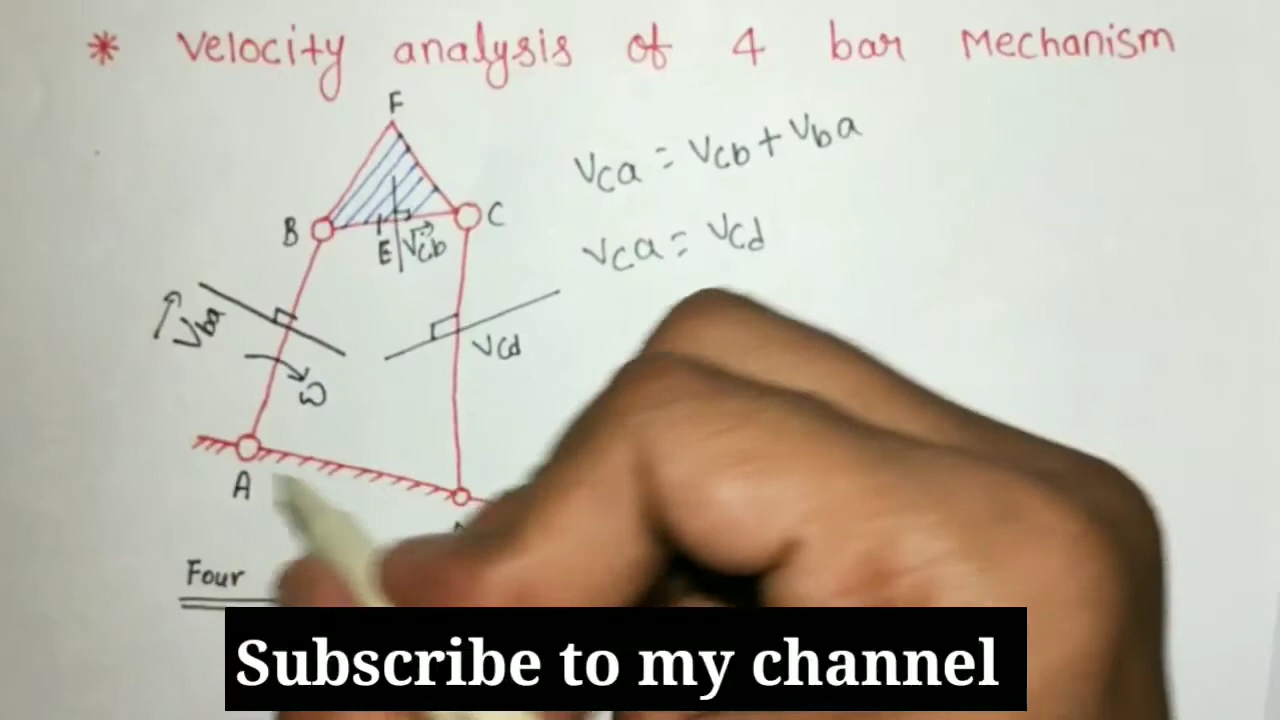 * Velocity analysis of 4 bar Mechanism
F
Vca = Vcb + Vba
B
C
E
Vcb
Vca = Vcd
Vba
Vcd
ω
A
Four
Subscribe to my channel